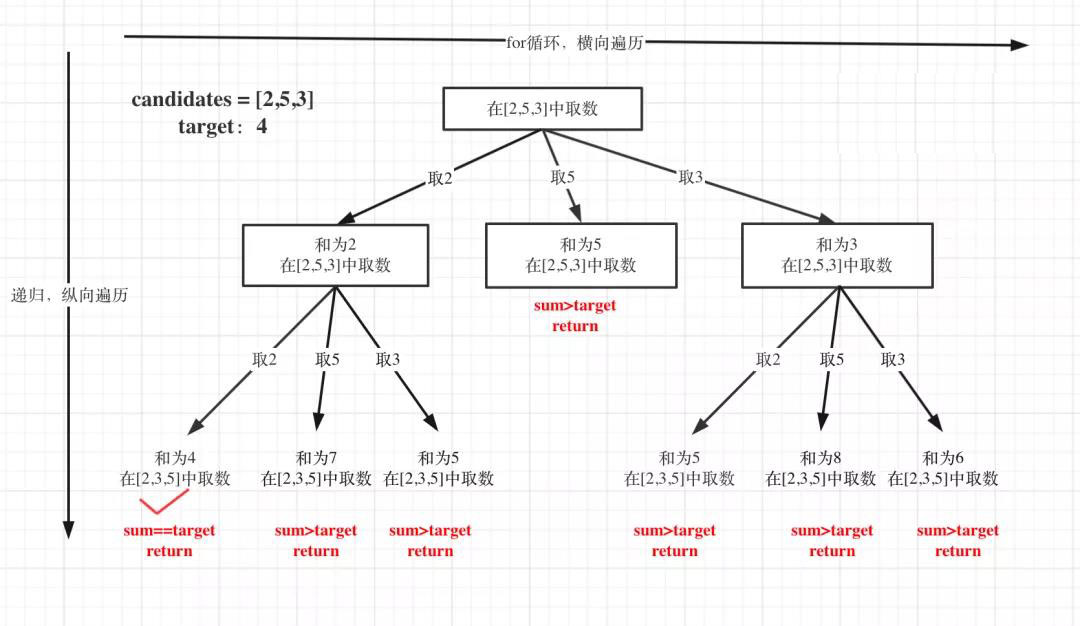 for循环，横向遍历
candidates = [2,5,3]
target：4
在[2,5,3]中取数
取2
取5
取3
和为2
在[2,5,3]中取数
和为5
在[2,5,3]中取数
和为3
在[2,5,3]中取数
递归，纵向遍历
sum>target
return
取2
取5
取3
取2
取5
取3
和为4
在[2,3,5]中取数
和为7
在[2,3,5]中取数
和为5
在[2,3,5]中取数
和为5
在[2,3,5]中取数
和为8
在[2,3,5]中取数
和为6
在[2,3,5]中取数
sum==target
return
sum>target
return
sum>target
return
sum>target
return
sum>target
return
sum>target
return